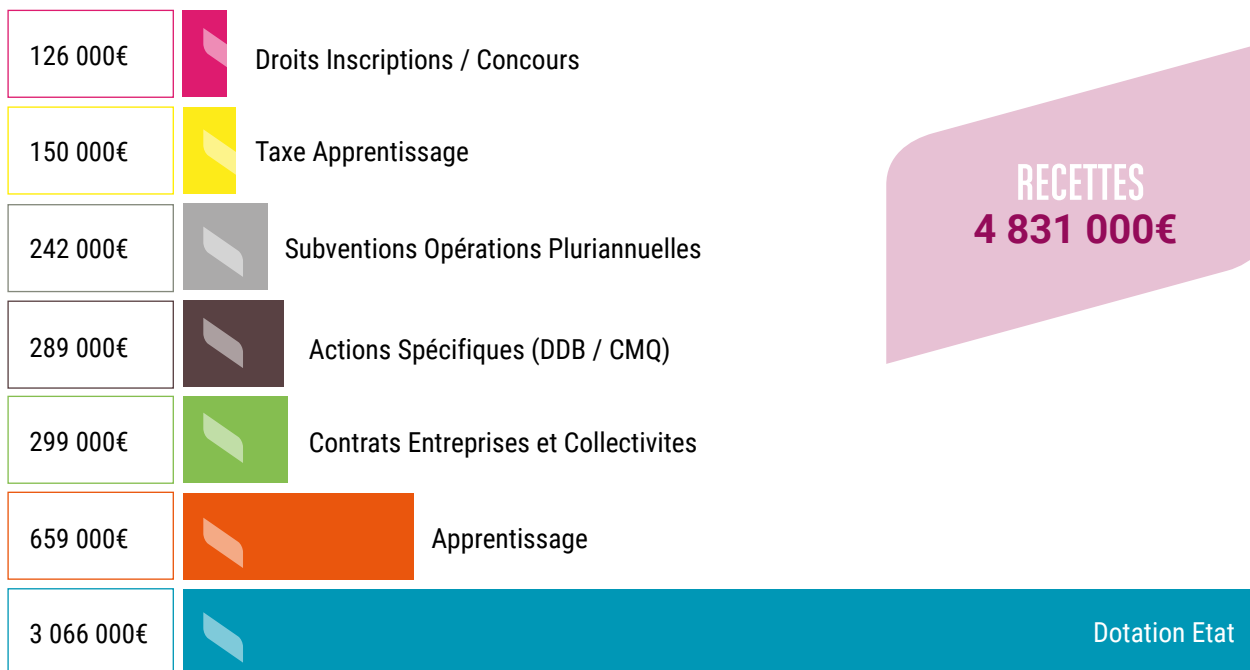 126 000€ Droits Inscriptions / Concours
150 000€ Taxe Apprentissage
RECETTES
4 831 000€
242 000€ Subventions Opérations Pluriannuelles
289 000€ Actions Spécifiques (DDB / CMQ)
299 000€ Contrats Entreprises et Collectivites
659 000€ Apprentissage
3 066 000€ Dotation Etat